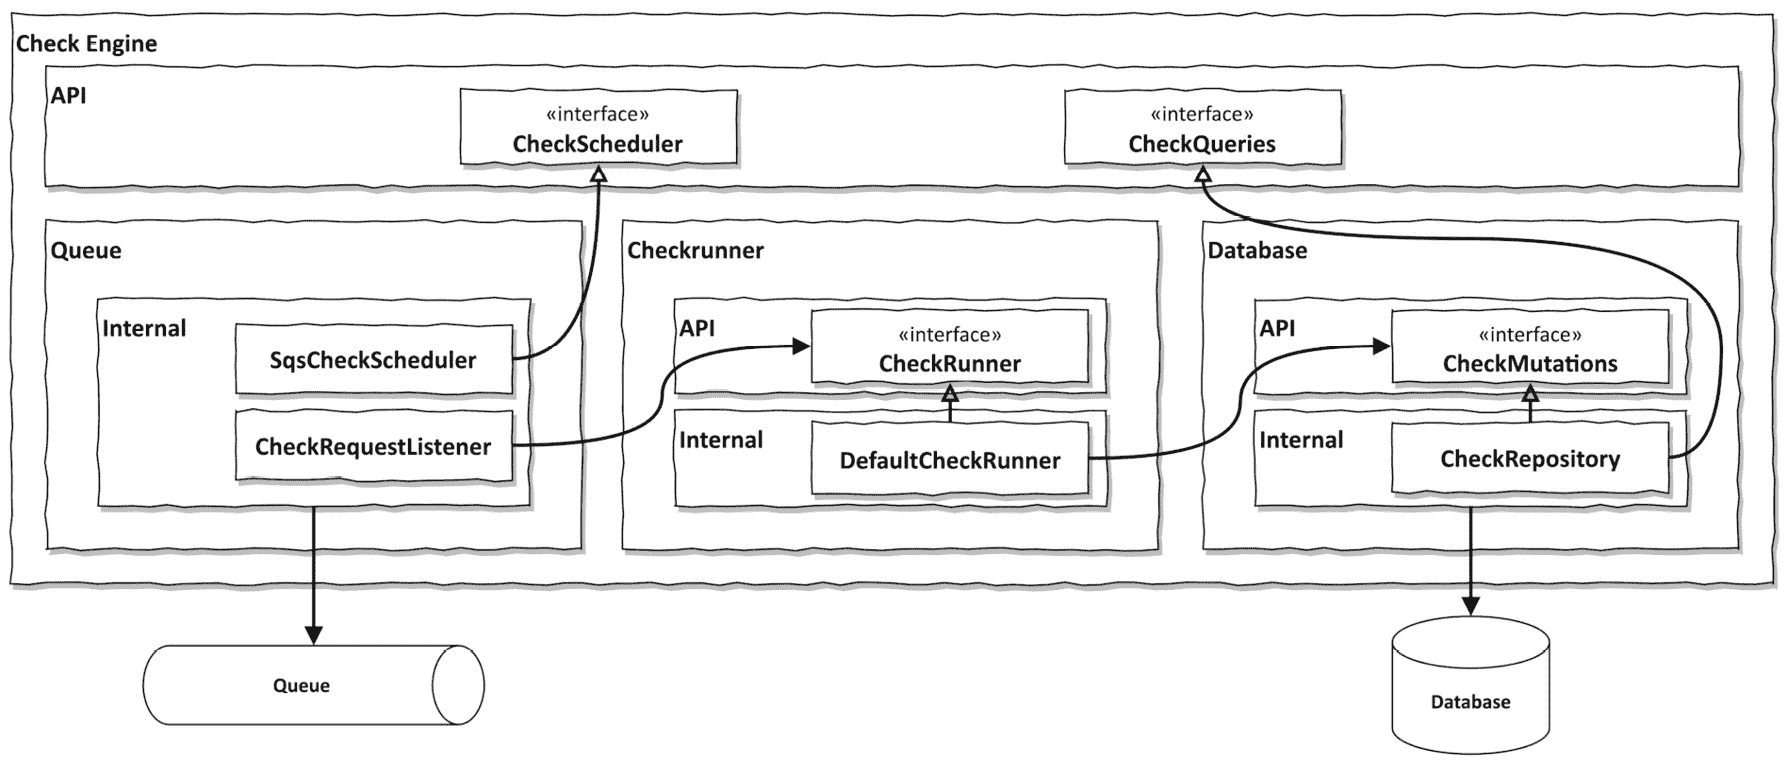 Check Engine
API
«interface»
CheckScheduler
«interface»
CheckQueries
Queue
Internal
SqsCheckScheduler
CheckRequestListener
Checkrunner
API
«interface»
CheckRunner
Internal
DefaultCheckRunner
Database
API
«interface»
CheckMutations
Internal
CheckRepository
Queue
Database